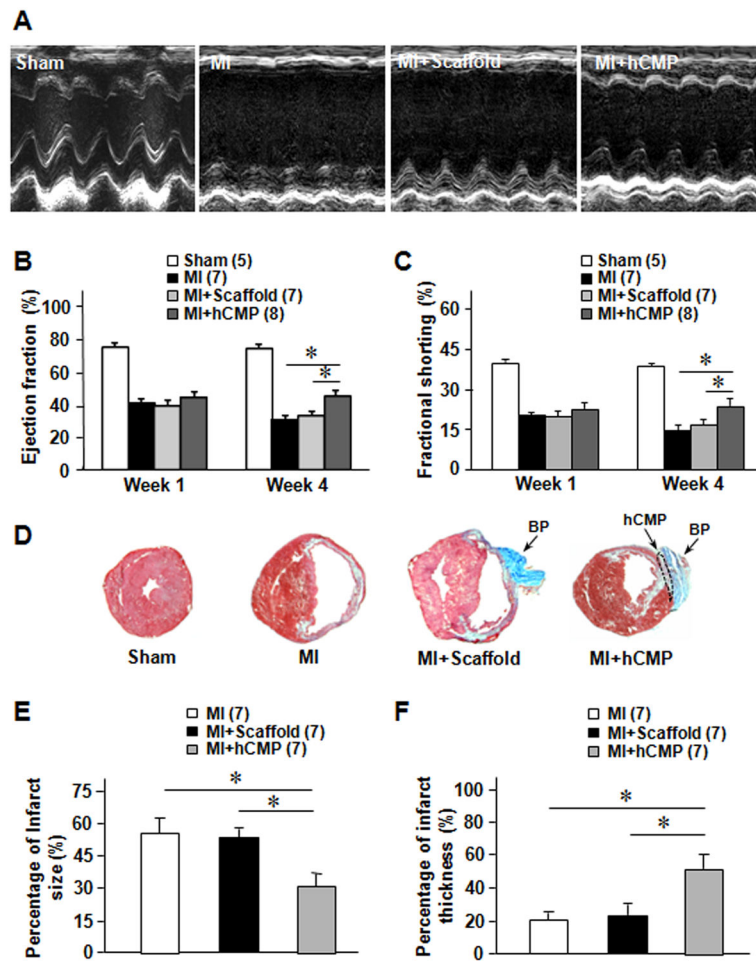 A
Sham
MI
MI+Scaffold
MI+hCMP
B
Sham (5)
MI (7)
MI+Scaffold (7)
MI+hCMP (8)
Ejection fraction (%)
100
80
60
40
20
0
*
*
Week 1
Week 4
C
Sham (5)
MI (7)
MI+Scaffold (7)
MI+hCMP (8)
Fractional shorting (%)
60
45
30
15
0
*
*
Week 1
Week 4
D
BP
hCMP
BP
Sham
MI
MI+Scaffold
MI+hCMP
E
MI (7)
MI+Scaffold (7)
MI+hCMP (7)
Percentage of Infarct
size (%)
75
60
45
30
15
0
*
*
F
MI (7)
MI+Scaffold (7)
MI+hCMP (7)
Percentage of infarct
thickness (%)
100
80
60
40
20
0
*
*